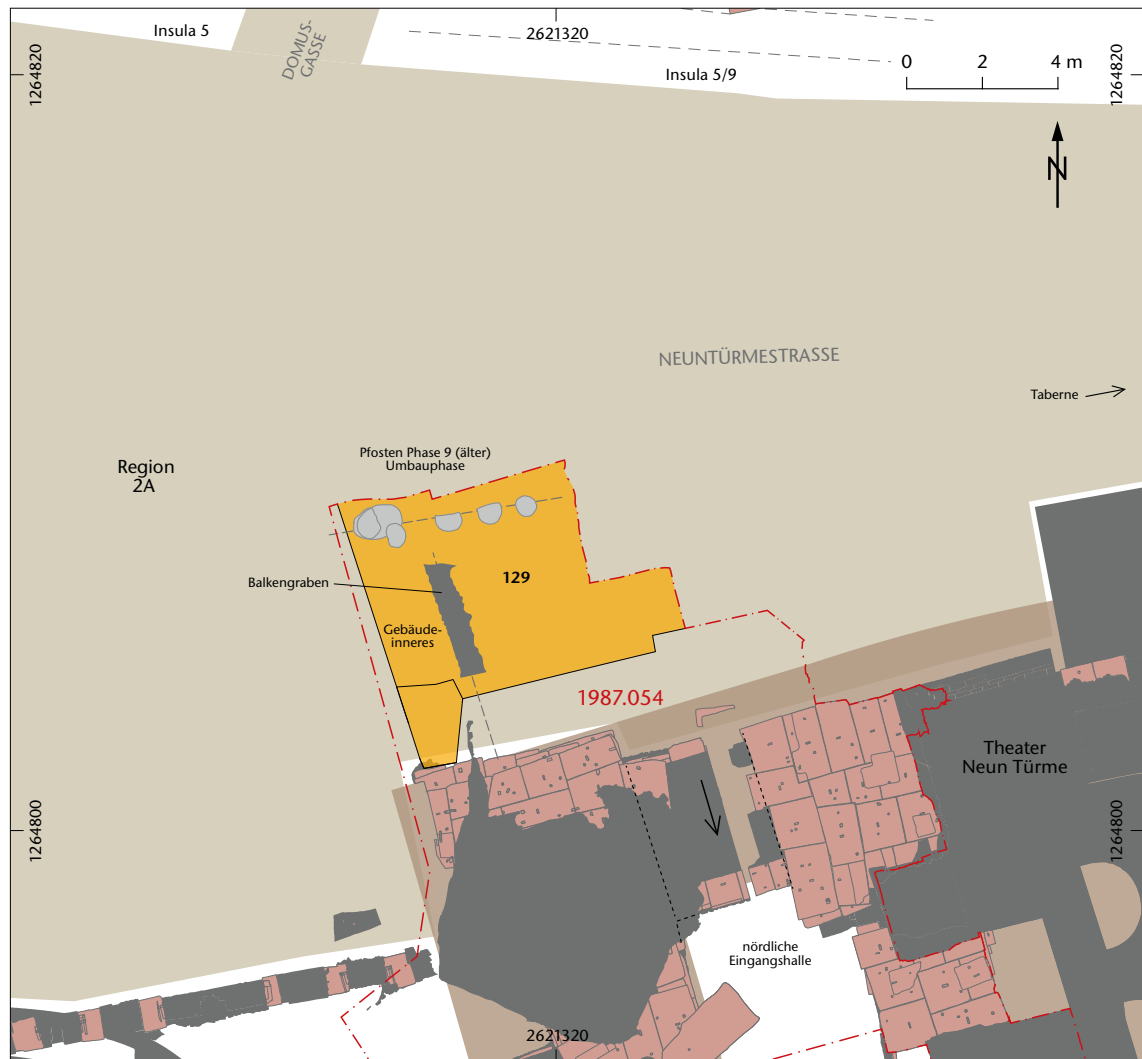 Insula 5
DOMUS-
GASSE
2621320
Insula 5/9
0 2 4 m
1264820
1264820
N
NEUNTÜRMESTRASSE
Taberne
Pfosten Phase 9 (älter)
Umbauphase
Region
2A
Balkengraben
129
Gebäude-
inneres
1987.054
Theater
Neun Türme
1264800
1264800
nördliche
Eingangshalle
2621320